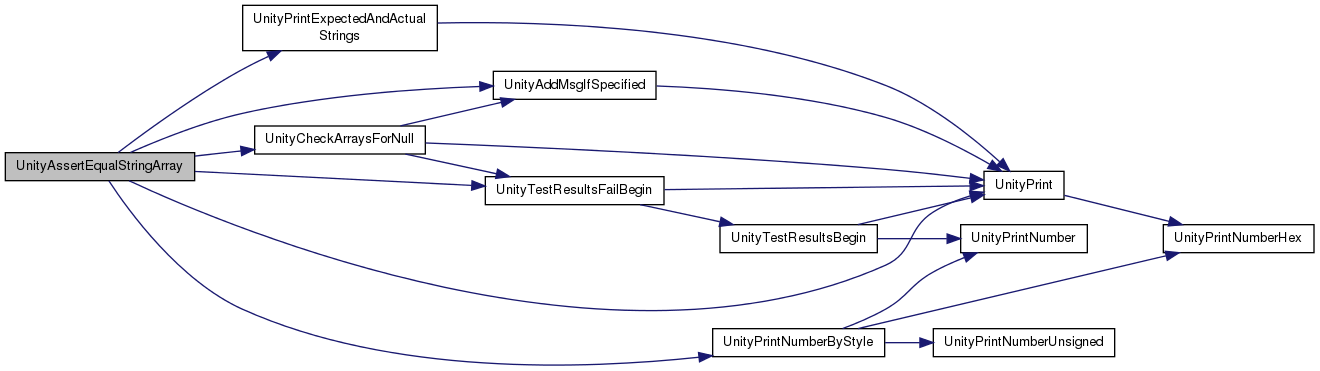 UnityPrintExpectedAndActual
Strings
UnityAddMsgIfSpecified
UnityCheckArraysForNull
UnityAssertEqualStringArray
UnityTestResultsFailBegin
UnityPrint
UnityTestResultsBegin
UnityPrintNumber
UnityPrintNumberHex
UnityPrintNumberByStyle
UnityPrintNumberUnsigned